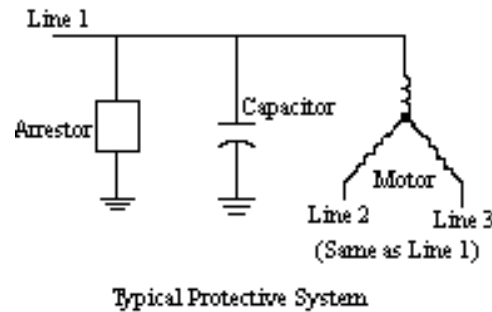 Line 1
Arrestor
Capacitor
Motor
Line 2
Line 3
(Same as Line 1)
Typical Protective System